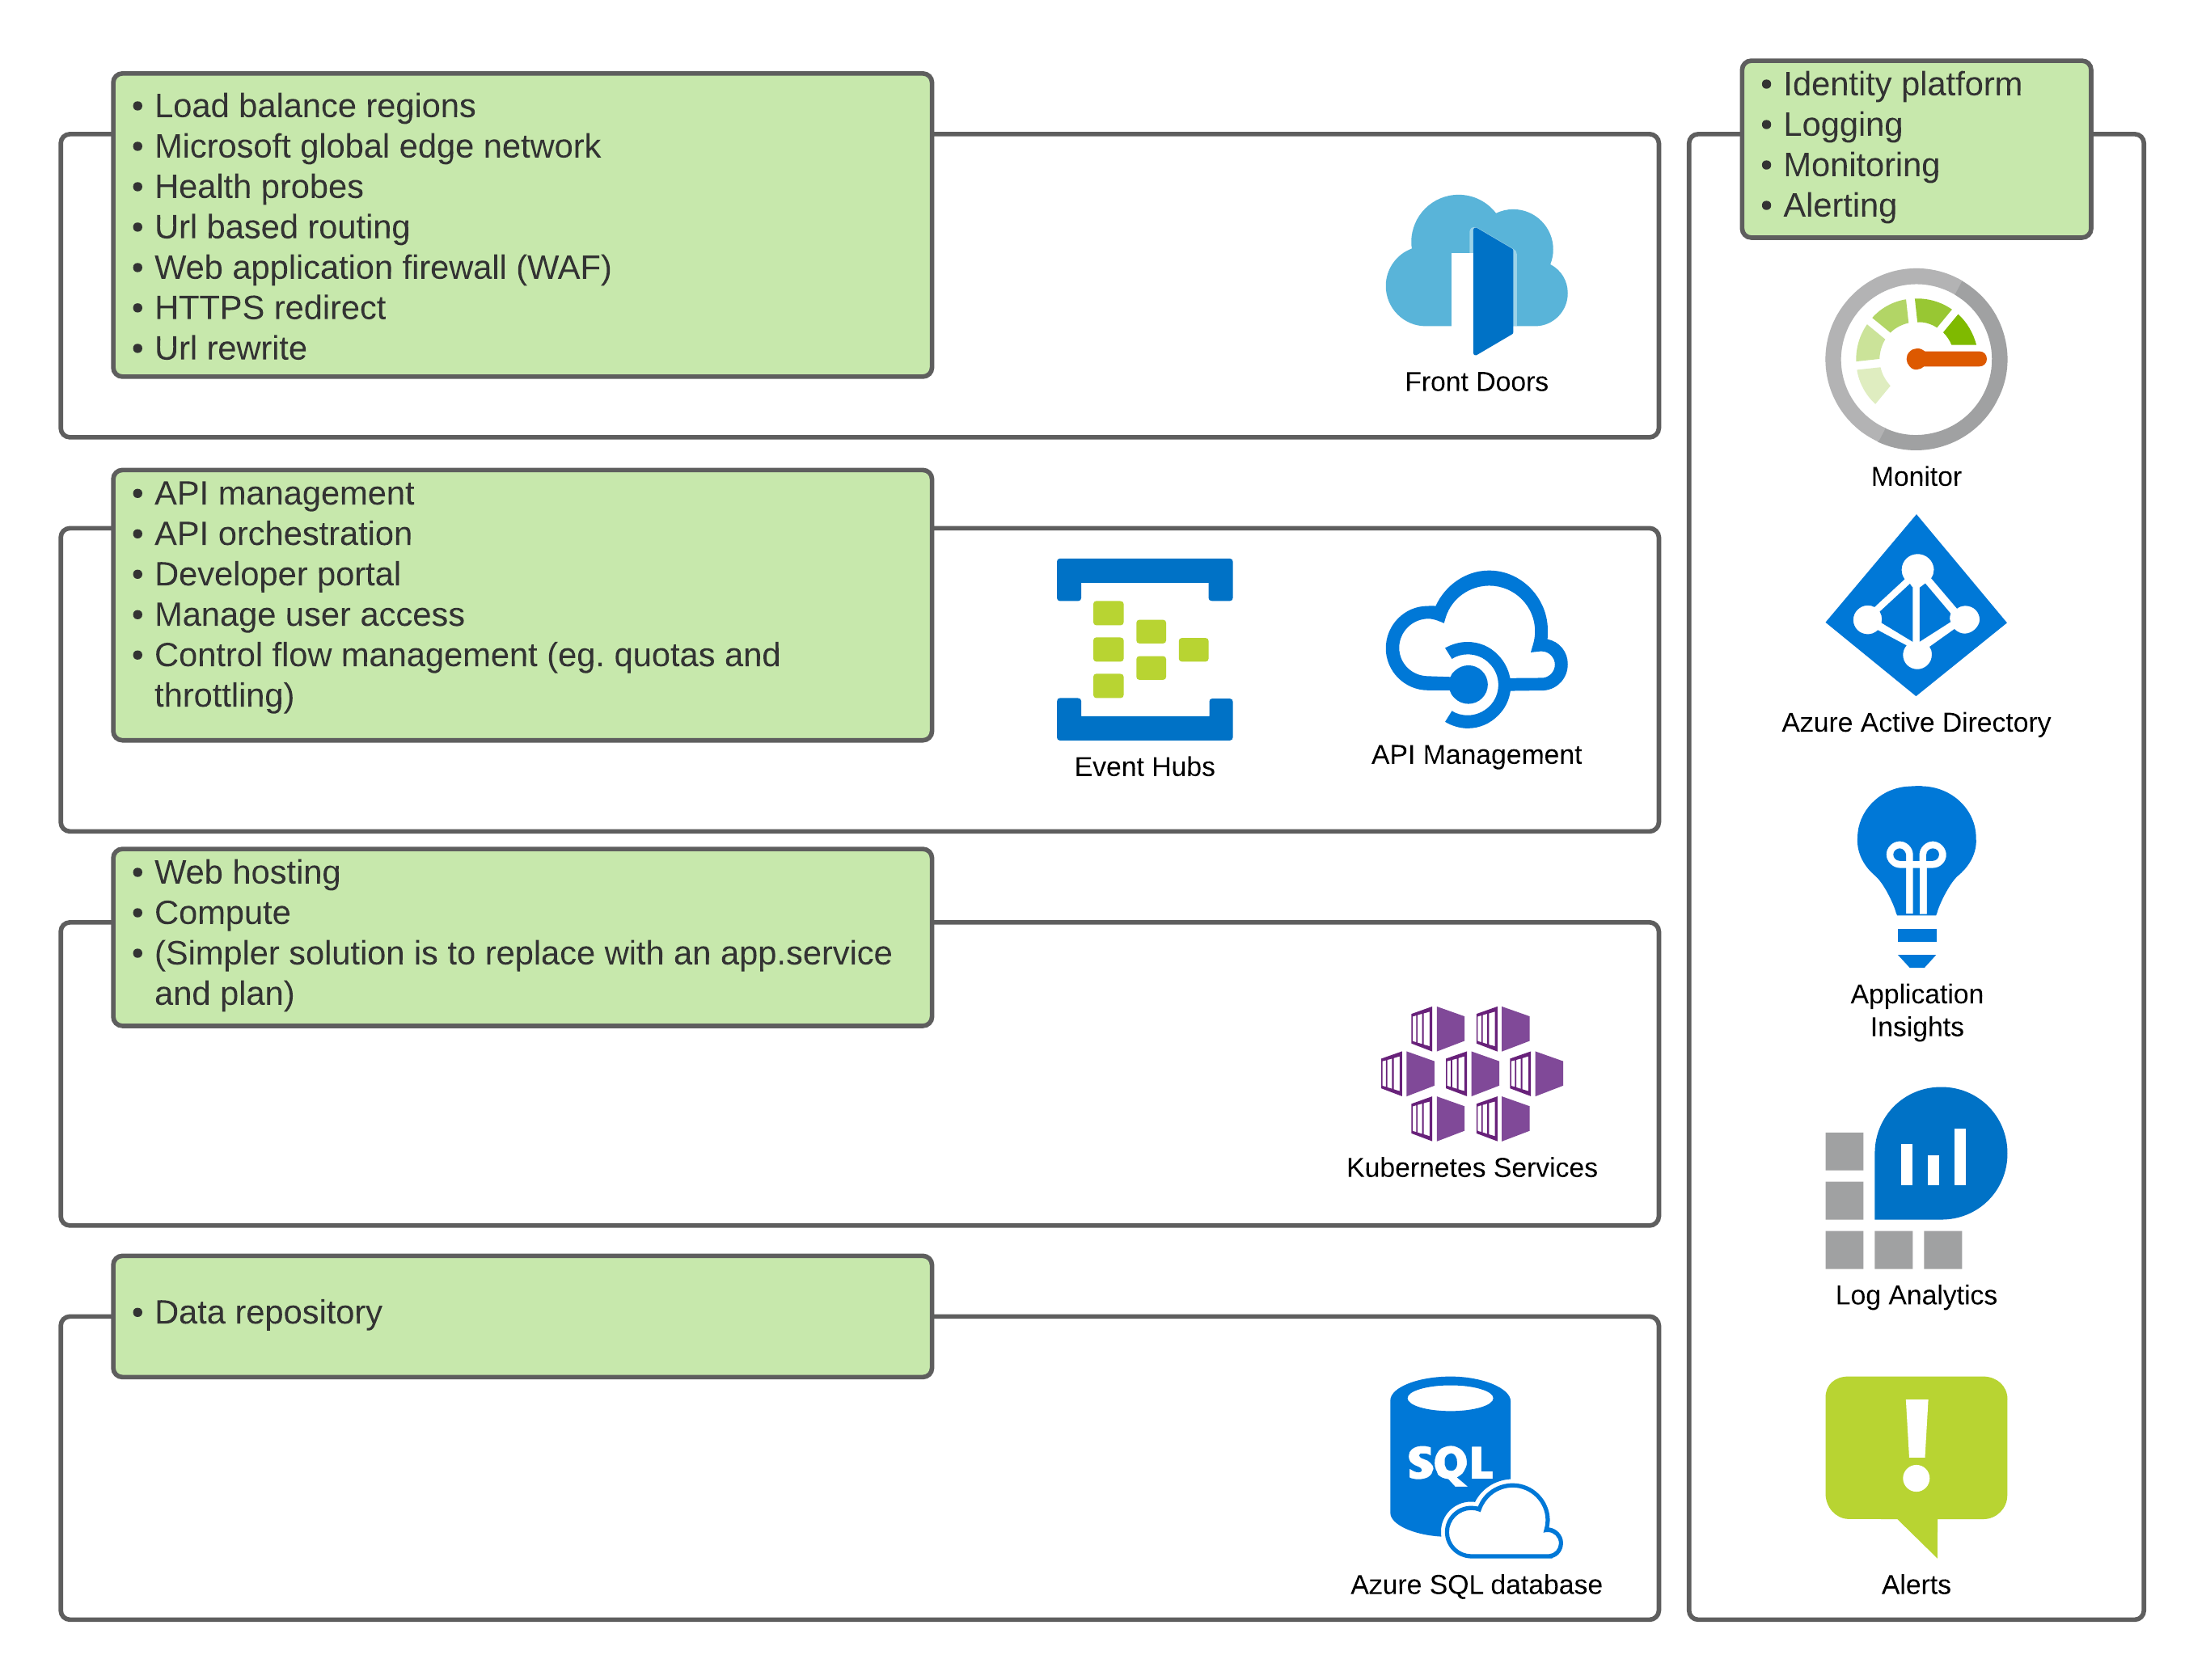 • Load balance regions
• Microsoft global edge network
• Health probes
• Url based routing
• Web application firewall (WAF)
• HTTPS redirect
• Url rewrite
Front Doors
• API management
• API orchestration
• Developer portal
• Manage user access
• Control flow management (eg. quotas and
throttling)
Event Hubs
API Management
• Web hosting
• Compute
• (Simpler solution is to replace with an app.service
and plan)
Kubernetes Services
• Data repository
SQL
Azure SQL database
• Identity platform
• Logging
• Monitoring
• Alerting
Monitor
Azure Active Directory
Application
Insights
Log Analytics
!
Alerts